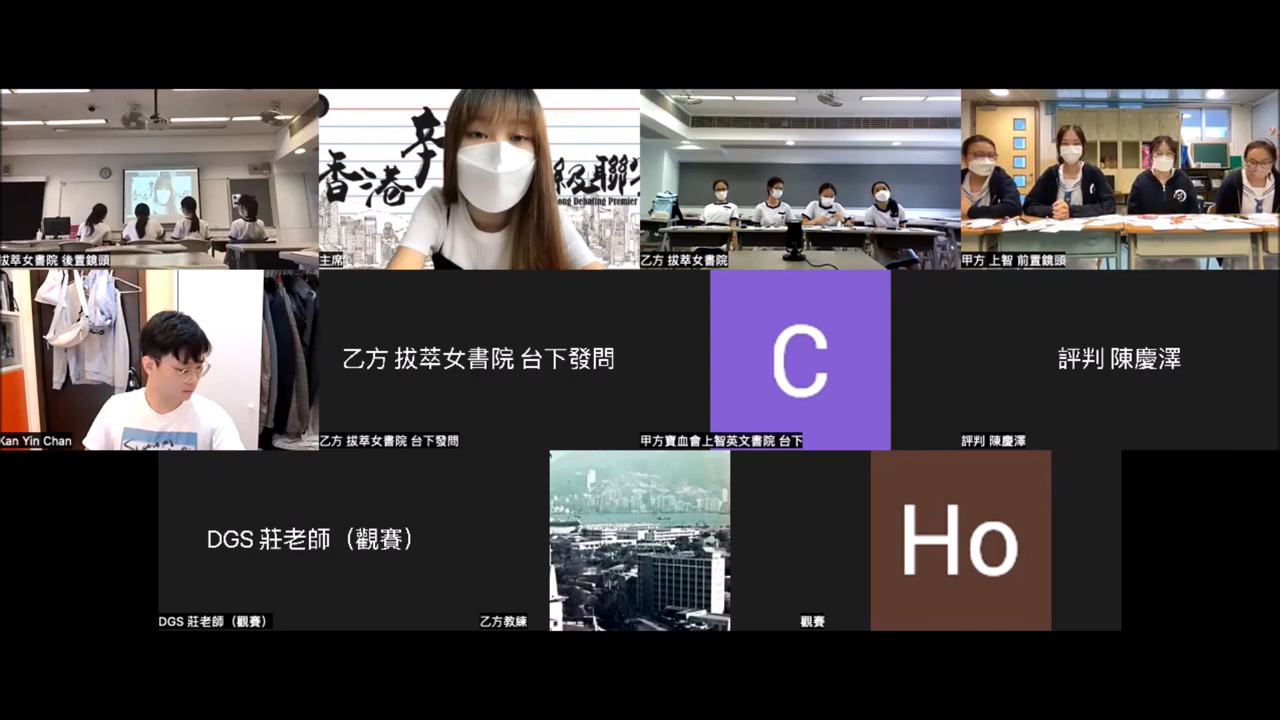 拔萃女書院 後置鏡頭
香港
級聯
ong Debating Premier
主席
乙方 拔萃女書院
甲方 上智 前置鏡頭
Kan Yin Chan
乙方 拔萃女書院 台下發問
乙方 拔萃女書院 台下發問
C
甲方寶血會上智英文書院 台下
評判 陳慶澤
評判 陳慶澤
DGS 莊老師（觀賽）
DGS 莊老師（觀賽）
乙方教練
觀賽
Ho